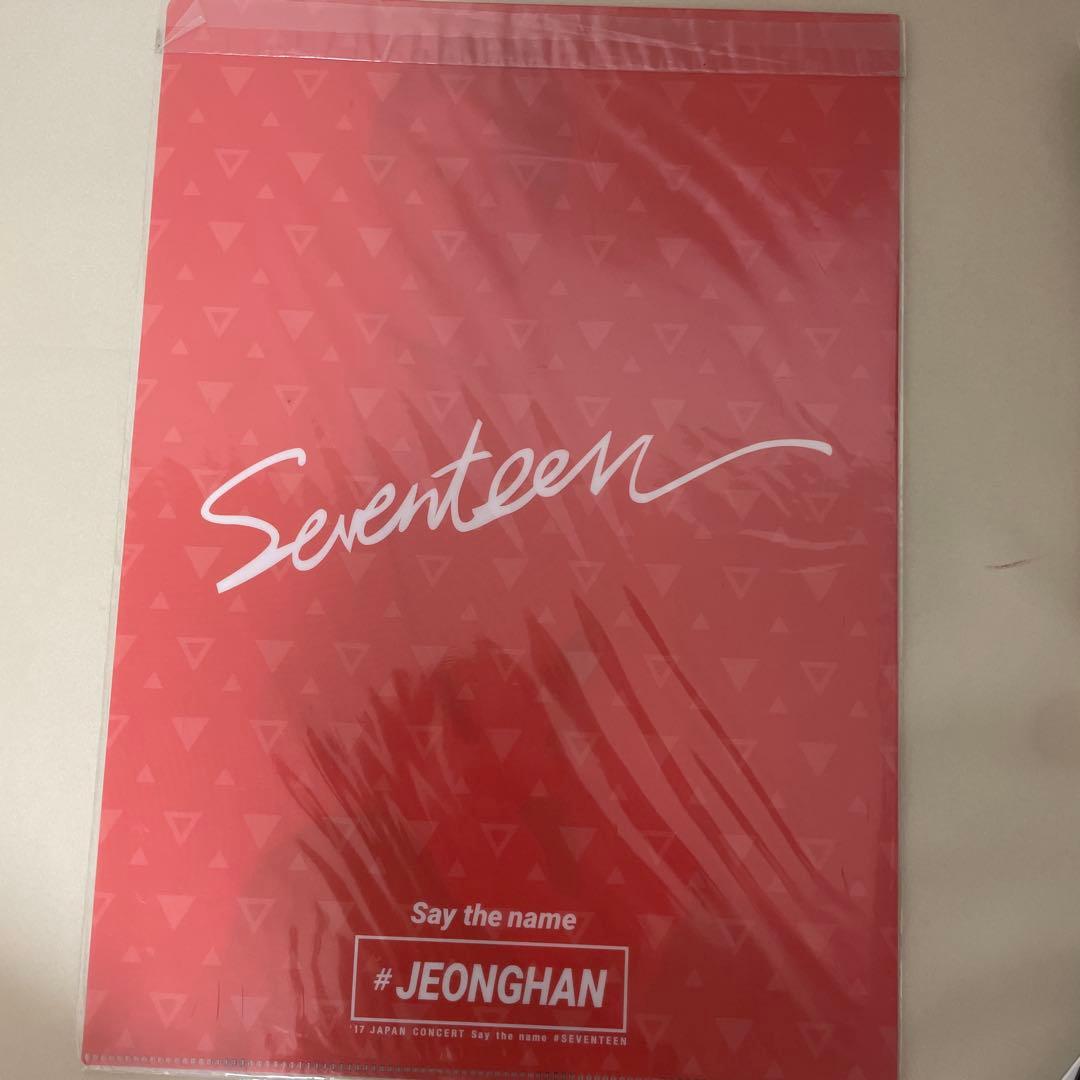 Seventeen
Say the name
# JEONGHAN
'17 JAPAN CONCERT Say the name #SEVENTEEN